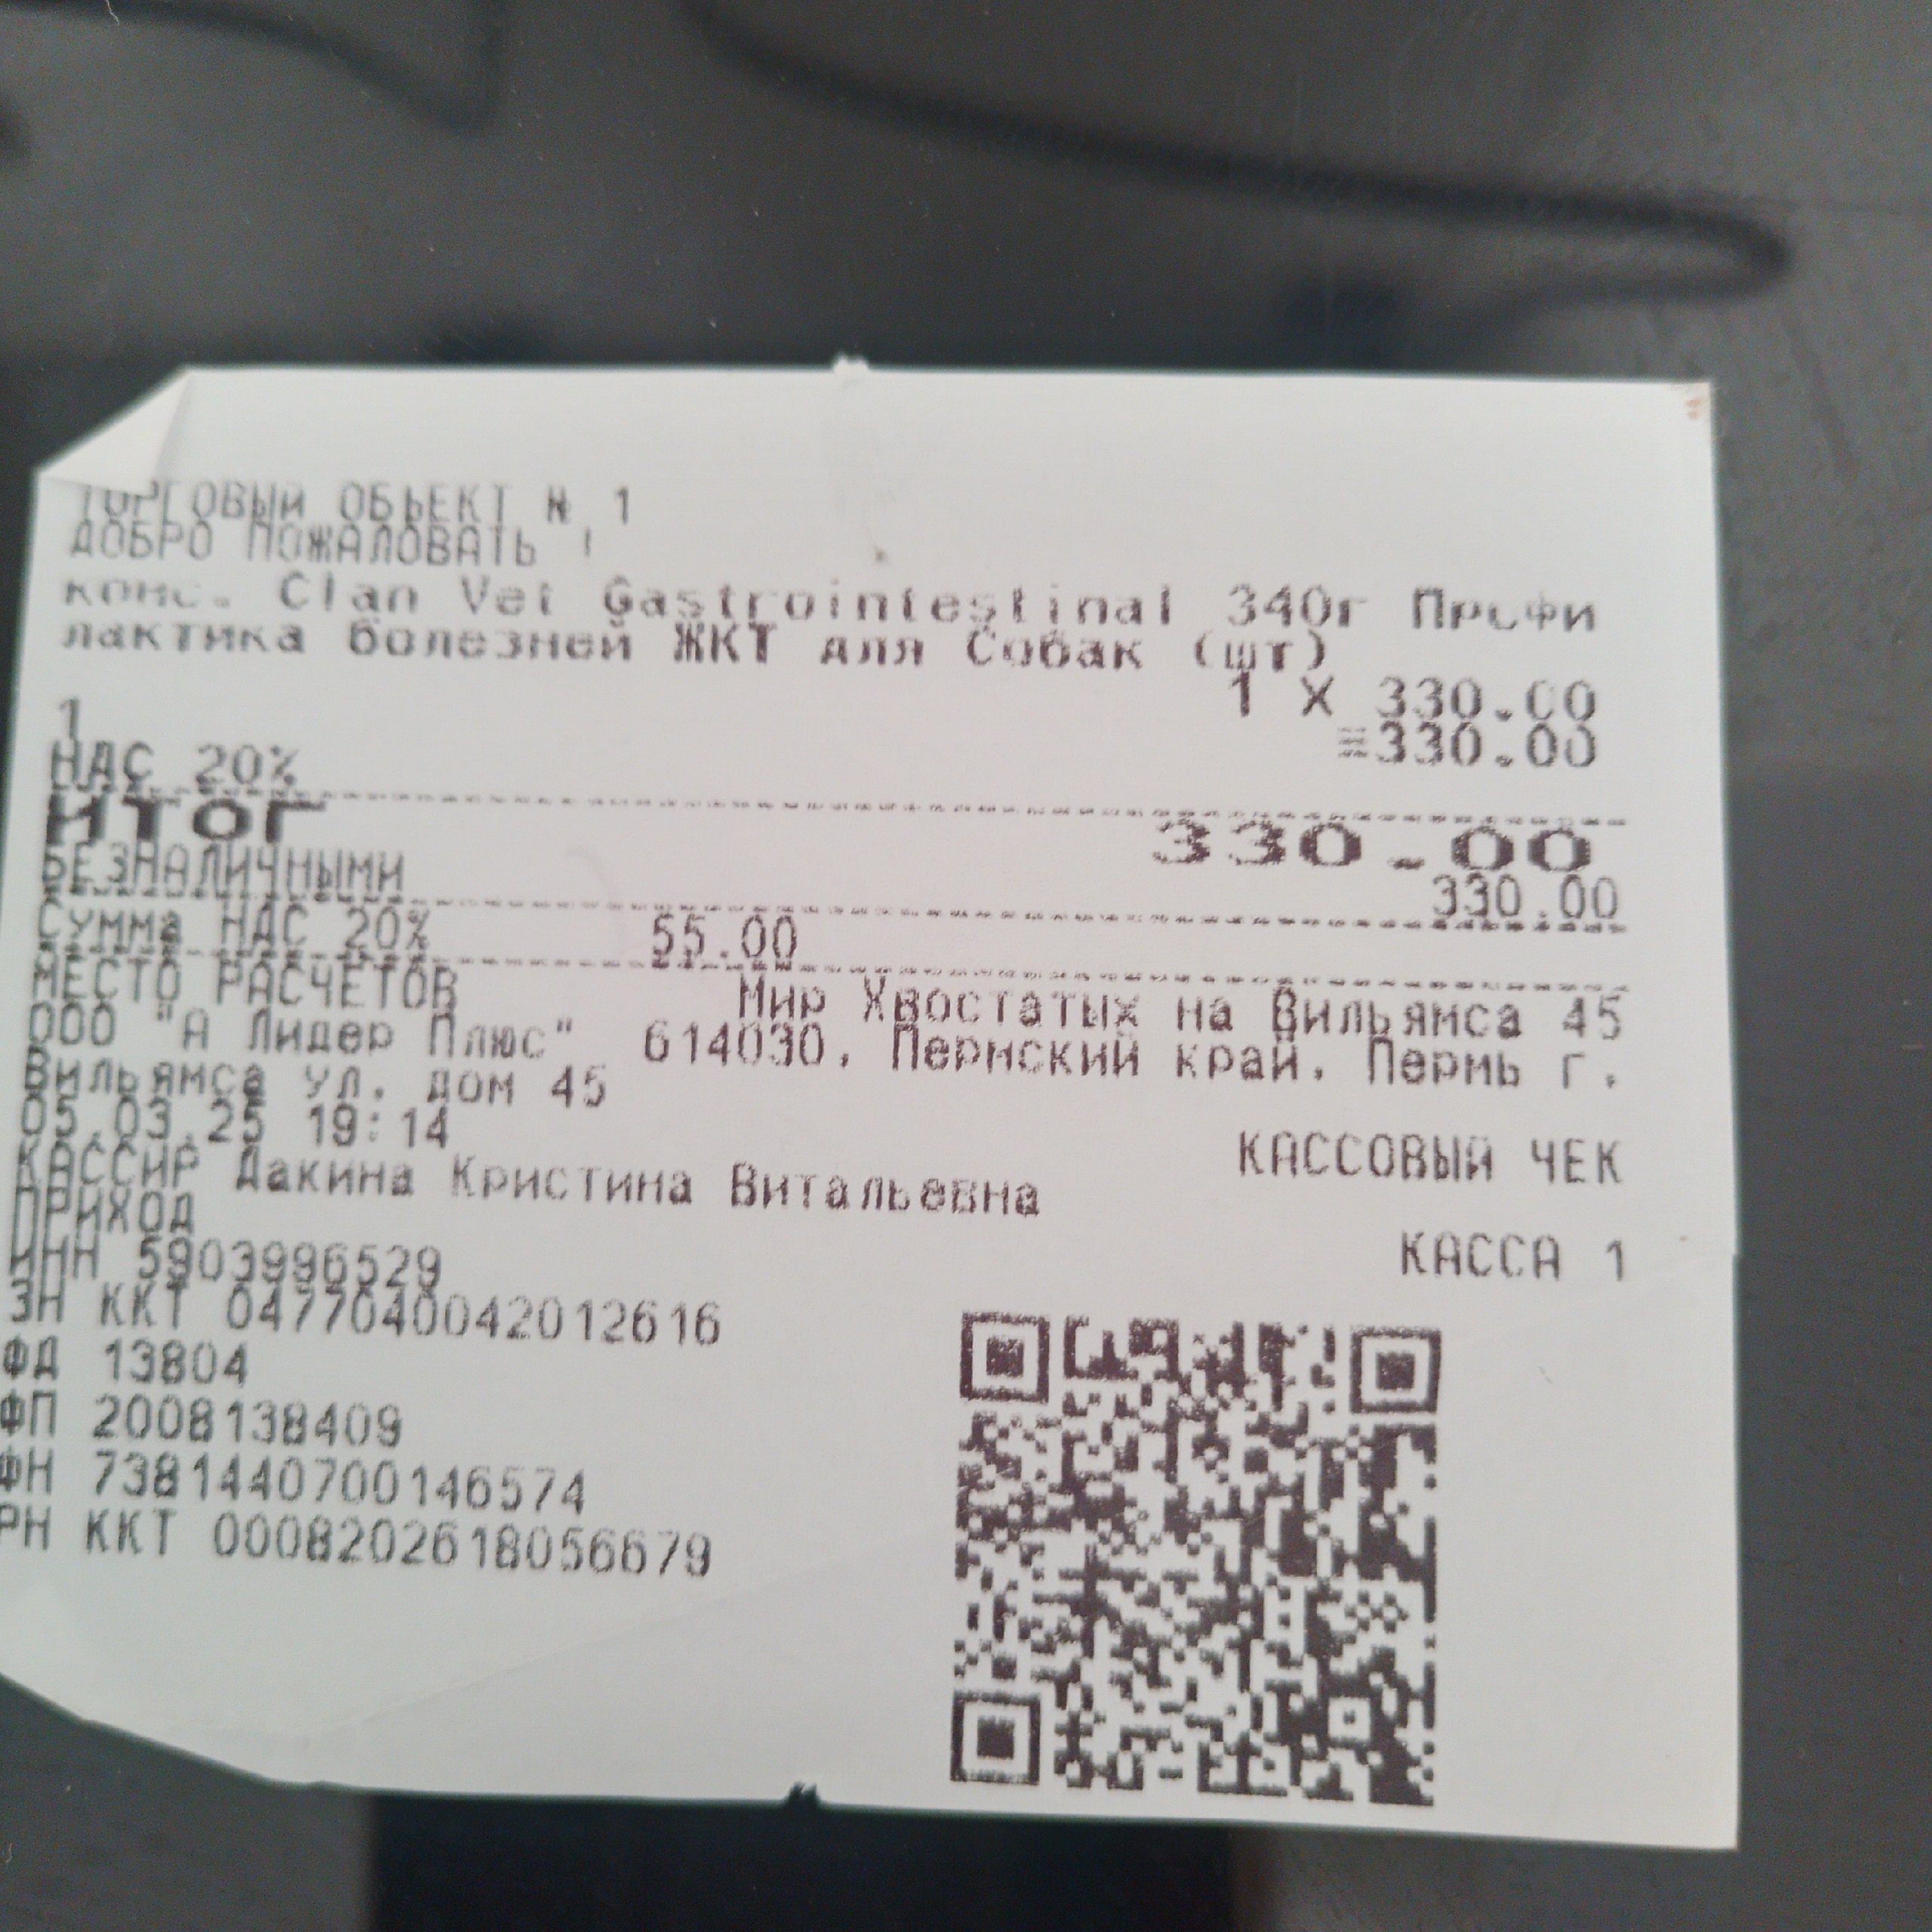 ТОРГОВЫЙ ОБЪЕКТ № 1
ДОБРО ПОЖАЛОВАТЬ !
конс. Clan Vet Gastrointestinal 340г Профи
лактика болезней ЖКТ для Собак (шт)
1 X 330.00
1 ≡330.00
НДС 20%
ИТОГ 330.00
БЕЗНАЛИЧНЫМИ 330.00
Сумма НДС 20% 55.00
МЕСТО РАСЧЕТОВ Мир Хвостатых на Вильямса 45
ООО "А Лидер Плюс" 614030, Пермский край, Пермь г,
Вильямса ул, дом 45
05.03.25 19:14 КАССОВЫЙ ЧЕК
КАССИР Дакина Кристина Витальевна
ПРИХОД КАССА 1
ИНН 5903996529
ЗН ККТ 0477040042012616
ФД 13804
ФП 2008138409
ФН 7381440700146574
РН ККТ 0008202618056679